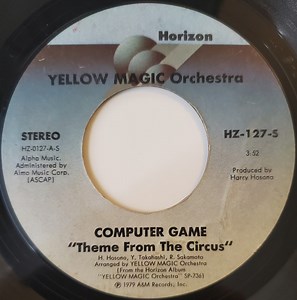 Horizon
YELLOW MAGIC Orchestra
STEREO
HZ-127-S
HZ-0127-A-S
3:52
Alpha Music.
Administered by
Almo Music Corp.
(ASCAP)
Produced by
Harry Hosono
COMPUTER GAME
"Theme From The Circus"
H. Hosono, Y. Takahashi, R. Sakamoto
Arranged by YELLOW MAGIC Orchestra
(From the Horizon Album
"YELLOW MAGIC Orchestra" SP-736)
℗ 1979 A&M Records, Inc.